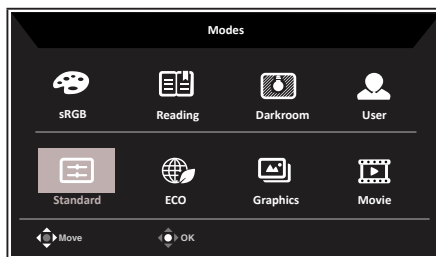 Modes
sRGB Reading Darkroom User
Standard ECO Graphics Movie
Move OK